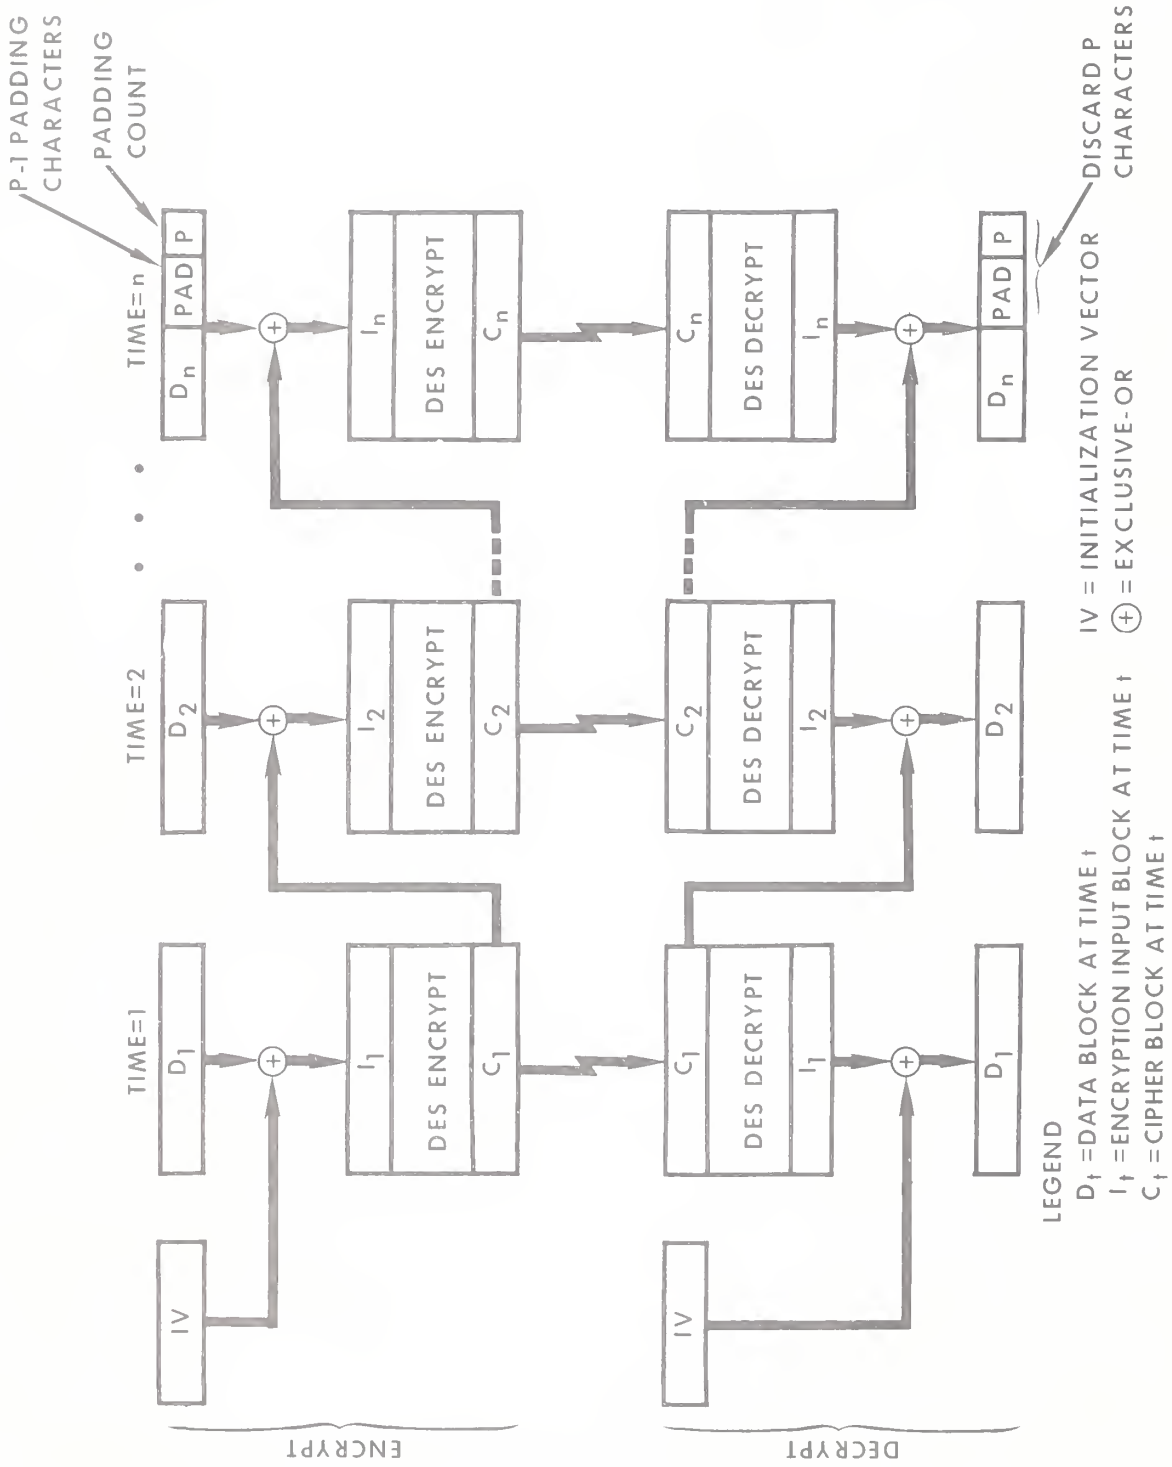 P-1 PADDING
CHARACTERS
PADDING
COUNT
TIME=1
TIME=2
• • •
TIME=n
ENCRYPT
IV
D₁
D₂
Dₙ
PAD
P
+
+
+
I₁
DES ENCRYPT
C₁
I₂
DES ENCRYPT
C₂
Iₙ
DES ENCRYPT
Cₙ
DECRYPT
IV
C₁
DES DECRYPT
I₁
C₂
DES DECRYPT
I₂
Cₙ
DES DECRYPT
Iₙ
+
+
+
D₁
D₂
Dₙ
PAD
P
DISCARD P
CHARACTERS
LEGEND
Dₜ =DATA BLOCK AT TIME t
Iₜ =ENCRYPTION INPUT BLOCK AT TIME t
Cₜ =CIPHER BLOCK AT TIME t
IV = INITIALIZATION VECTOR
⊕ = EXCLUSIVE-OR